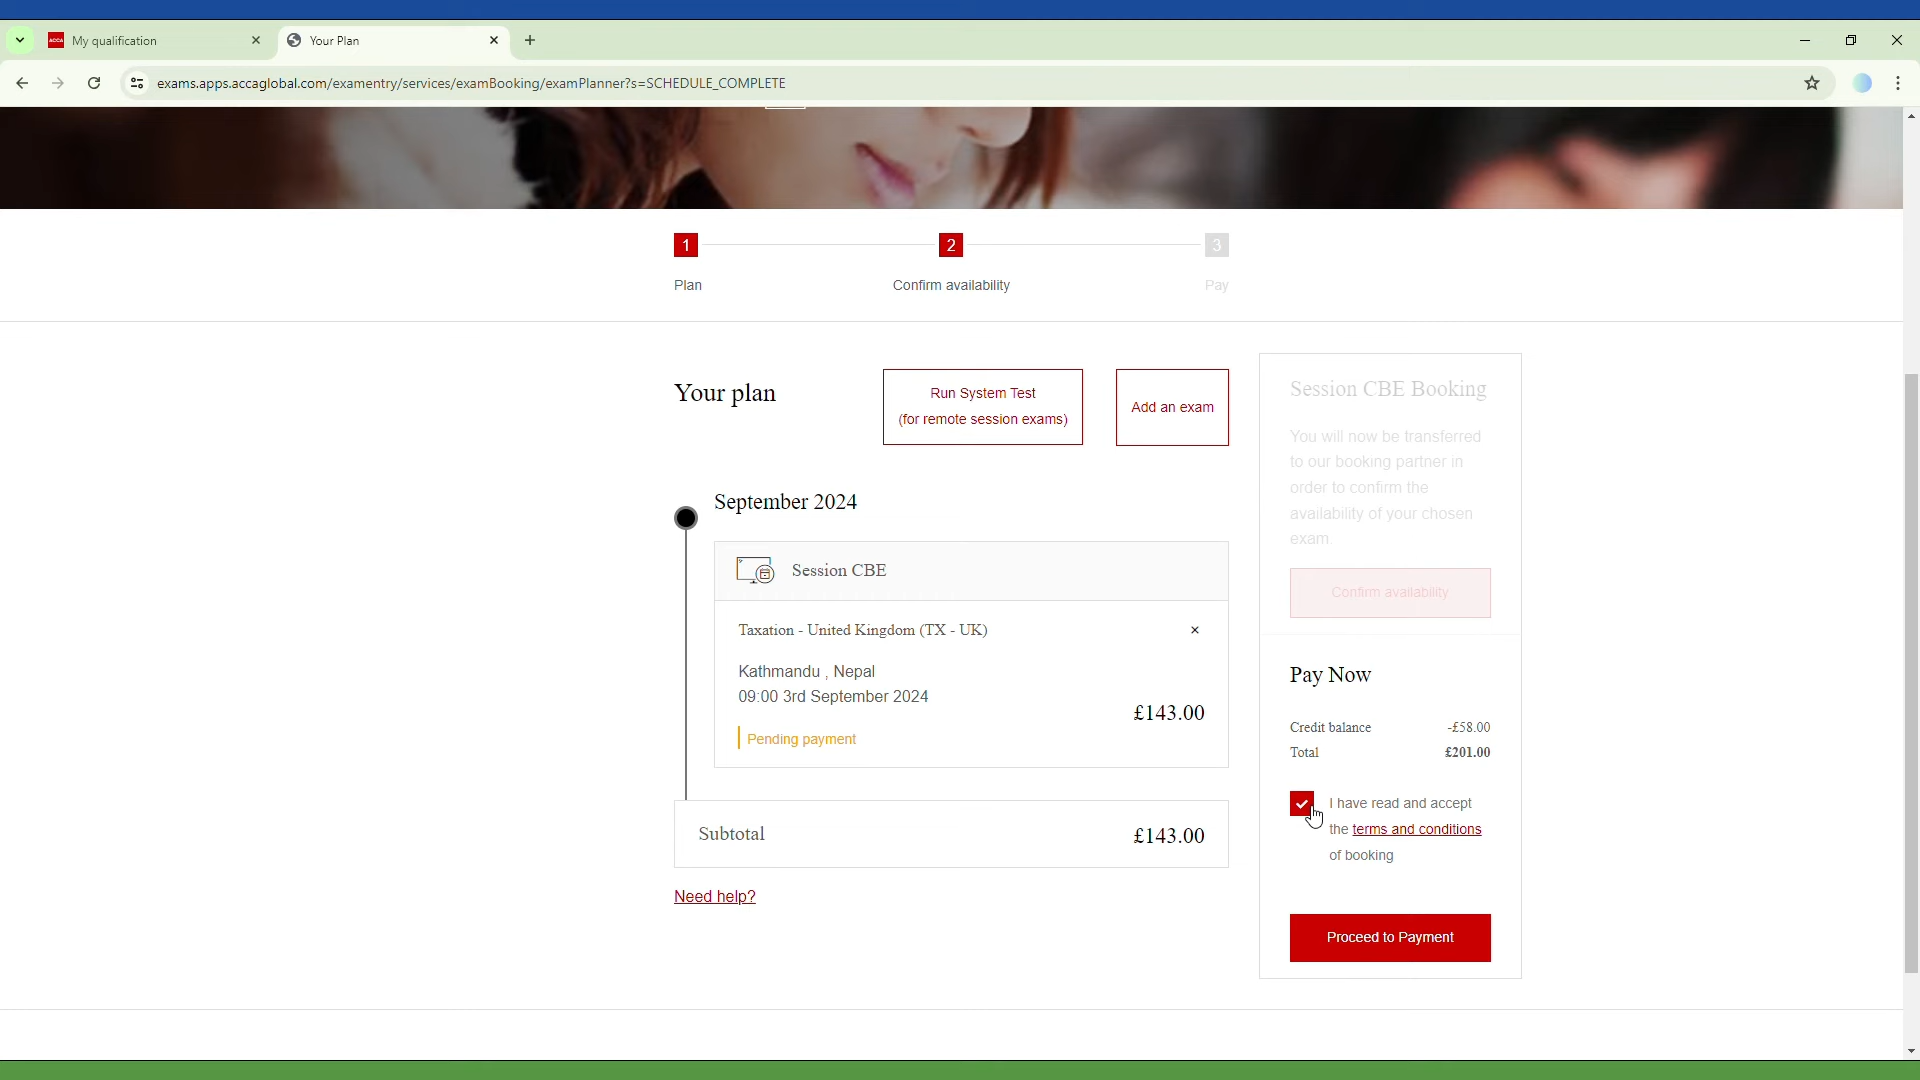 ACCA
My qualification
Your Plan
exams.apps.accaglobal.com/examentry/services/examBooking/examPlanner?s=SCHEDULE_COMPLETE
1
2
3
Plan
Confirm availability
Pay
Your plan
Run System Test
(for remote session exams)
Add an exam
September 2024
Session CBE
Taxation - United Kingdom (TX - UK)
Kathmandu , Nepal
09:00 3rd September 2024
£143.00
Pending payment
Subtotal
£143.00
Need help?
Session CBE Booking
You will now be transferred
to our booking partner in
order to confirm the
availability of your chosen
exam.
Confirm availability
Pay Now
Credit balance -£58.00
Total £201.00
I have read and accept
the terms and conditions
of booking
Proceed to Payment